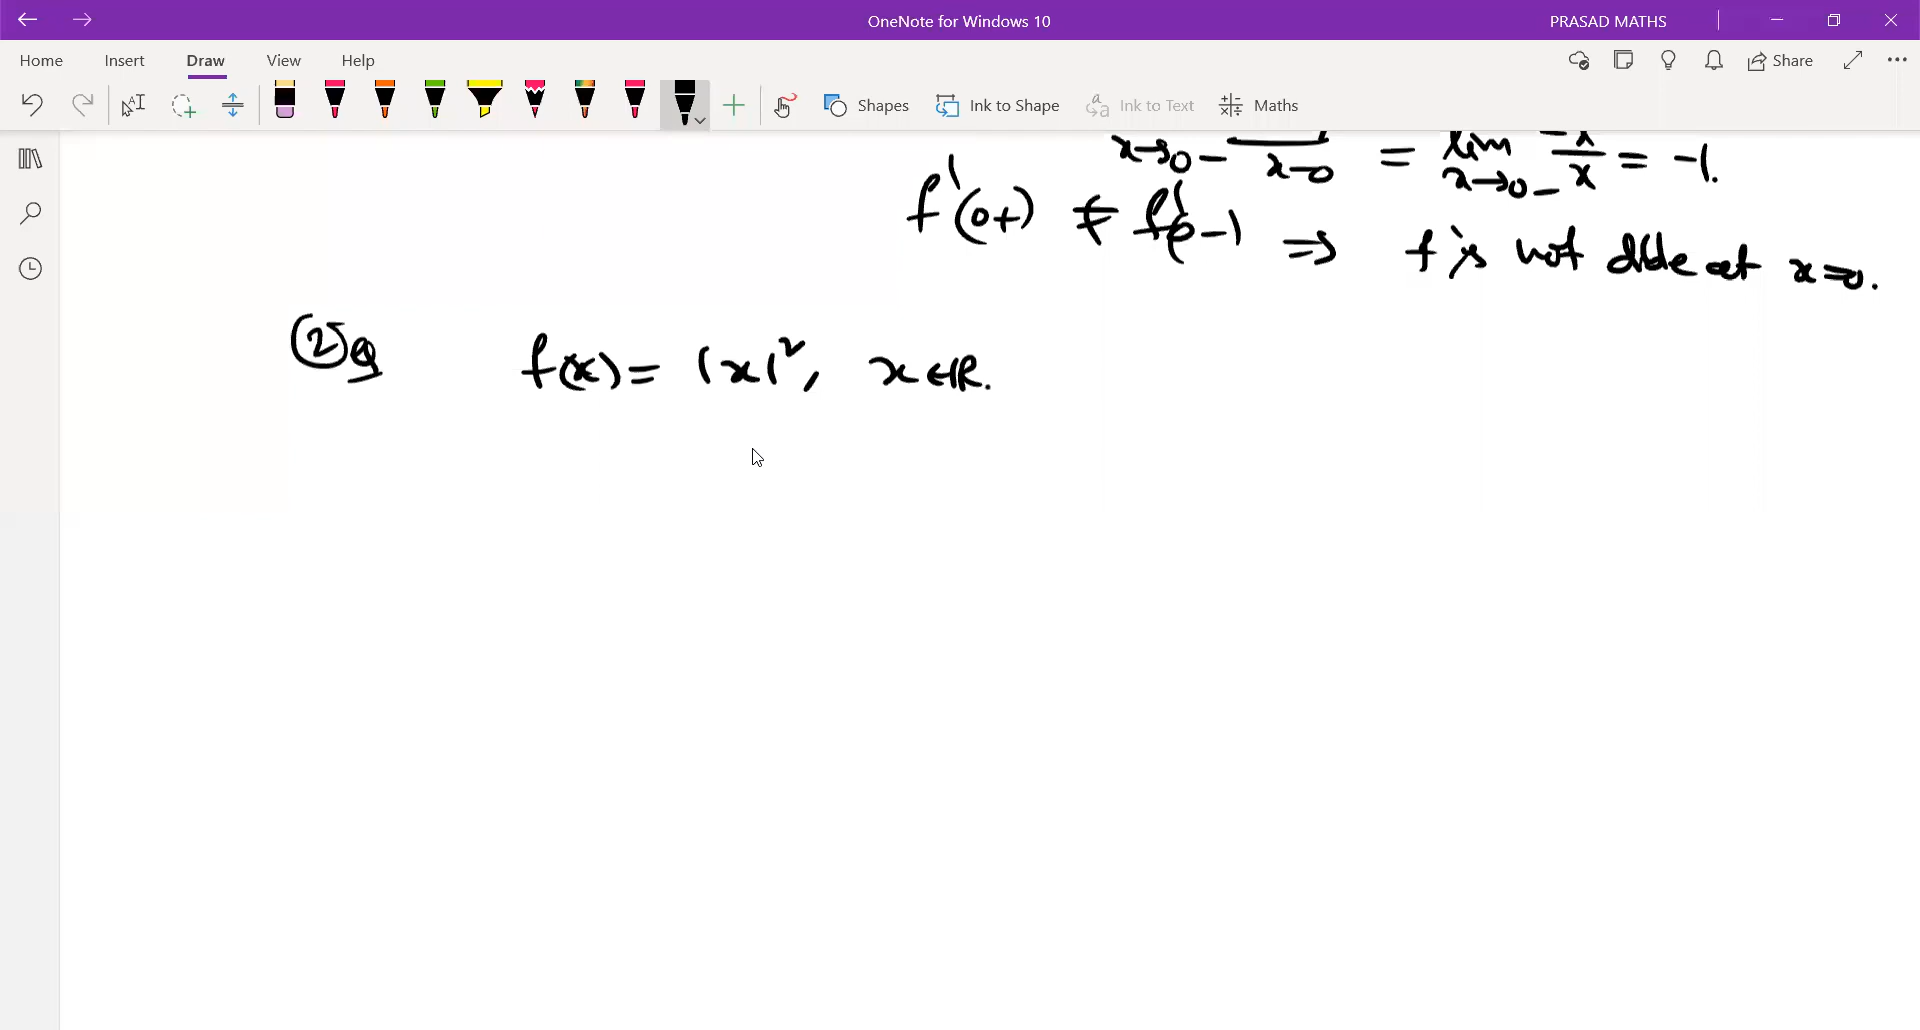 OneNote for Windows 10
PRASAD MATHS
Home Insert Draw View Help
Share
Shapes Ink to Shape Ink to Text Maths
x→0- x-0 = lim x→0- -x/x = -1.
f'(0+) ≠ f'(0-) ⇒ f is not dble at x=0.
② eg f(x) = |x|², x∈ℝ.